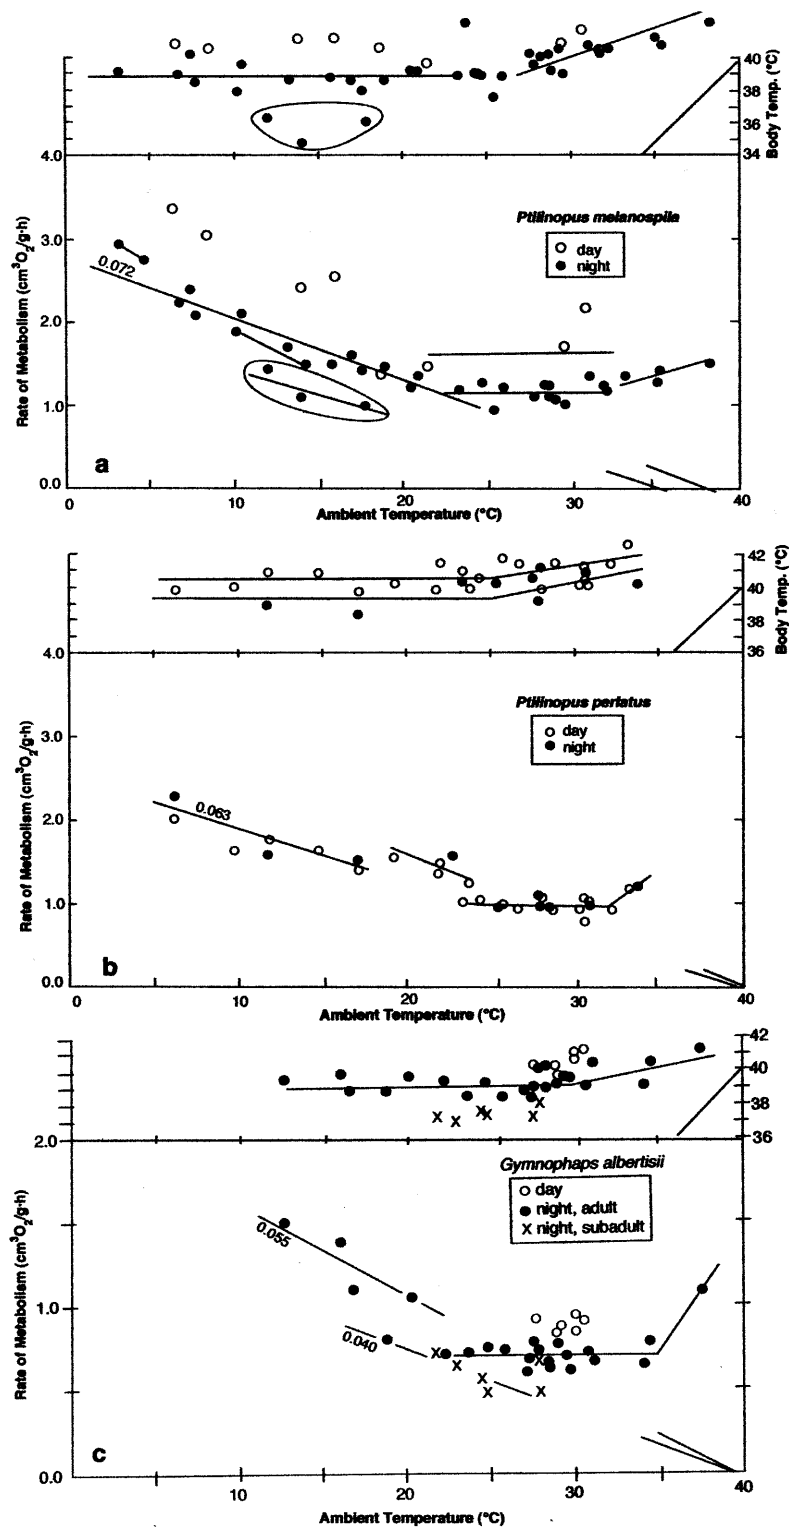 40
38
36
34
Body Temp. (°C)
4.0
3.0
2.0
1.0
0.0
Rate of Metabolism (cm³O₂/g·h)
Ptilinopus melanospila
day
night
0.072
a
0 10 20 30 40
Ambient Temperature (°C)
42
40
38
36
Body Temp. (°C)
4.0
3.0
2.0
1.0
0.0
Rate of Metabolism (cm³O₂/g·h)
Ptilinopus perlatus
day
night
0.063
b
0 10 20 30 40
Ambient Temperature (°C)
42
40
38
36
2.0
1.0
0.0
Rate of Metabolism (cm³O₂/g·h)
Gymnophaps albertisii
day
night, adult
x night, subadult
0.055
0.040
c
10 20 30 40
Ambient Temperature (°C)